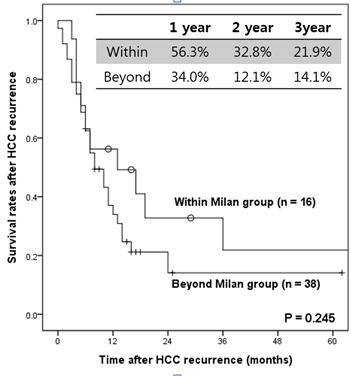 1 year 2 year 3year
Within 56.3% 32.8% 21.9%
Beyond 34.0% 12.1% 14.1%
Survival rates after HCC recurrence
1.0
0.8
0.6
0.4
0.2
0.0
Within Milan group (n = 16)
Beyond Milan group (n = 38)
P = 0.245
0 12 24 36 48 60
Time after HCC recurrence (months)